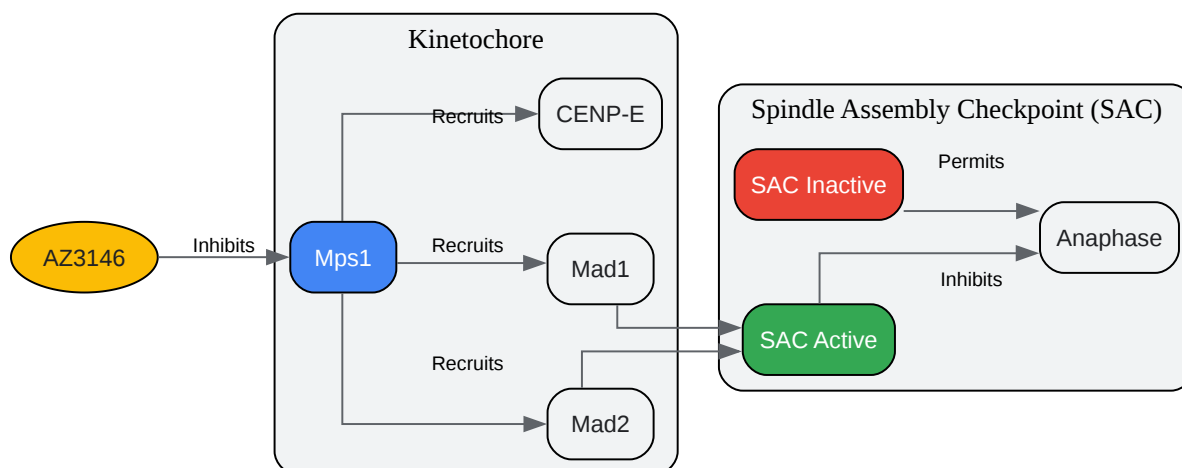 Kinetochore
Recruits
CENP-E
Spindle Assembly Checkpoint (SAC)
Permits
SAC Inactive
AZ3146
Inhibits
Mps1
Recruits
Mad1
Anaphase
Inhibits
SAC Active
Recruits
Mad2